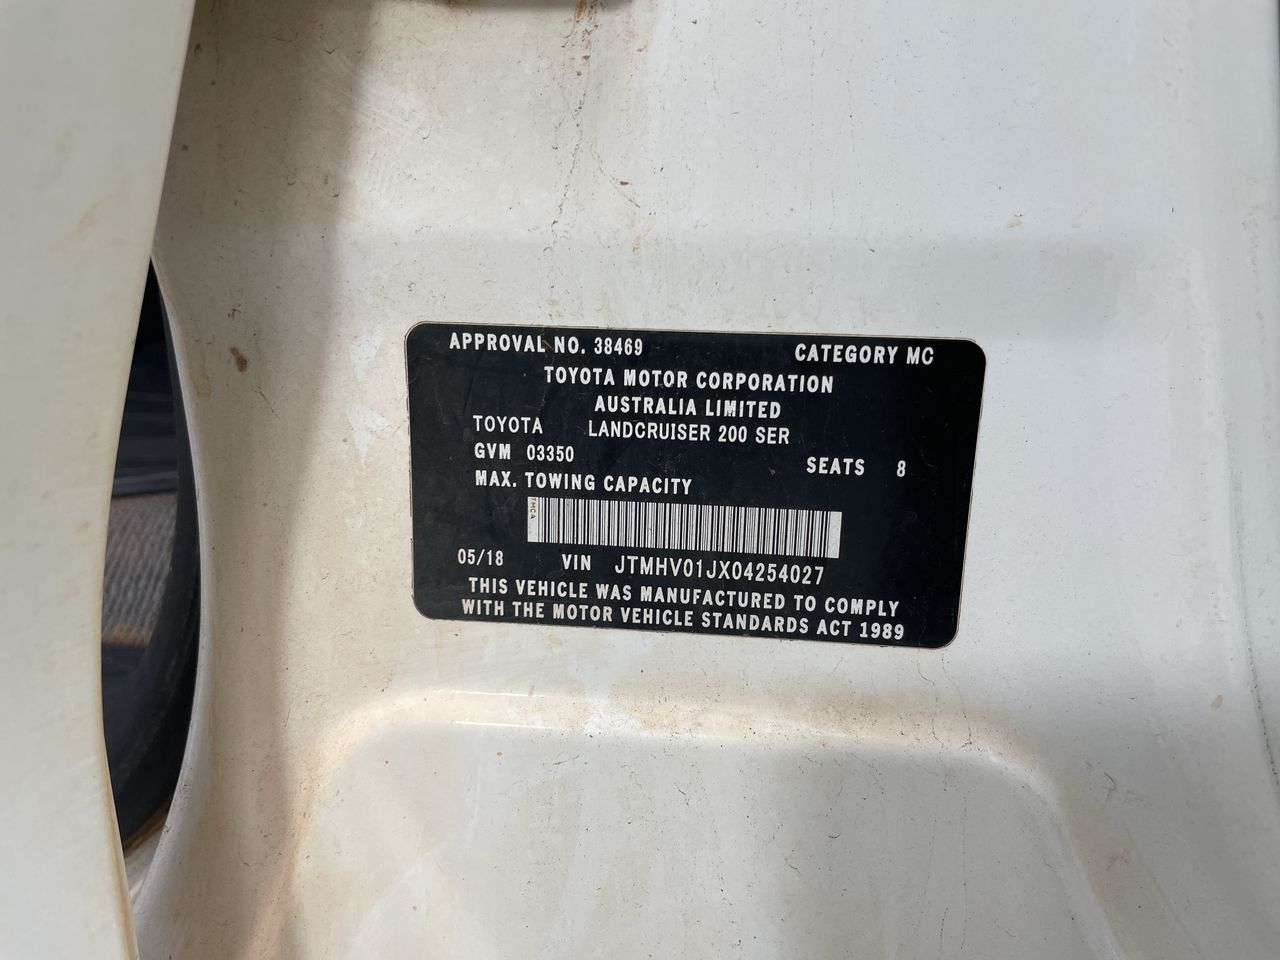 APPROVAL NO. 38469 CATEGORY MC
TOYOTA MOTOR CORPORATION
AUSTRALIA LIMITED
TOYOTA LANDCRUISER 200 SER
GVM 03350 SEATS 8
MAX. TOWING CAPACITY
TMCA
05/18 VIN JTMHV01JX04254027
THIS VEHICLE WAS MANUFACTURED TO COMPLY
WITH THE MOTOR VEHICLE STANDARDS ACT 1989